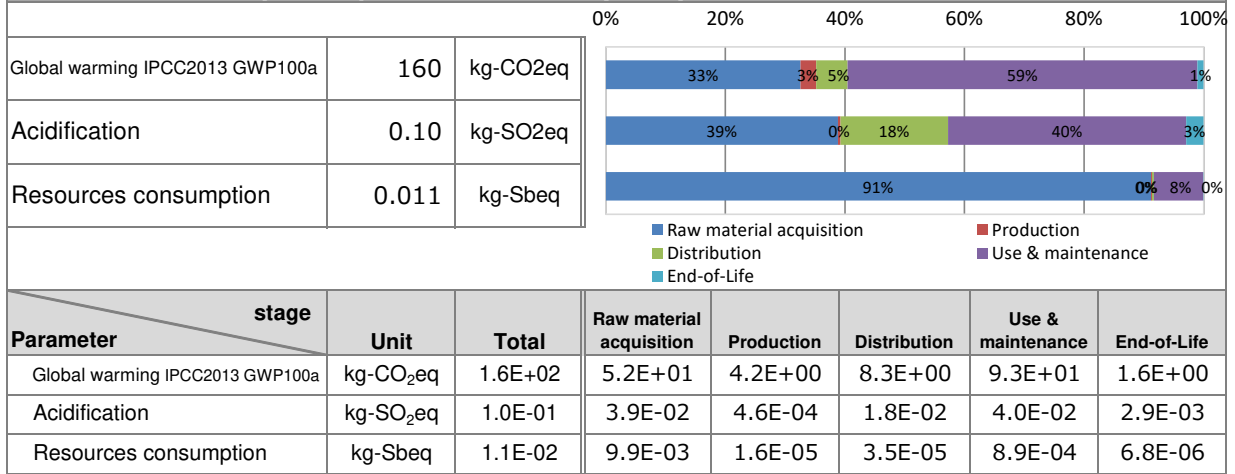 0% 20% 40% 60% 80% 100%
Global warming IPCC2013 GWP100a 160 kg-CO2eq 33% 3% 5% 59% 1%
Acidification 0.10 kg-SO2eq 39% 0% 18% 40% 3%
Resources consumption 0.011 kg-Sbeq 91% 0% 8% 0%
Raw material acquisition Production
Distribution Use & maintenance
End-of-Life
stage
Parameter Unit Total Raw material acquisition Production Distribution Use & maintenance End-of-Life
Global warming IPCC2013 GWP100a kg-CO₂eq 1.6E+02 5.2E+01 4.2E+00 8.3E+00 9.3E+01 1.6E+00
Acidification kg-SO₂eq 1.0E-01 3.9E-02 4.6E-04 1.8E-02 4.0E-02 2.9E-03
Resources consumption kg-Sbeq 1.1E-02 9.9E-03 1.6E-05 3.5E-05 8.9E-04 6.8E-06